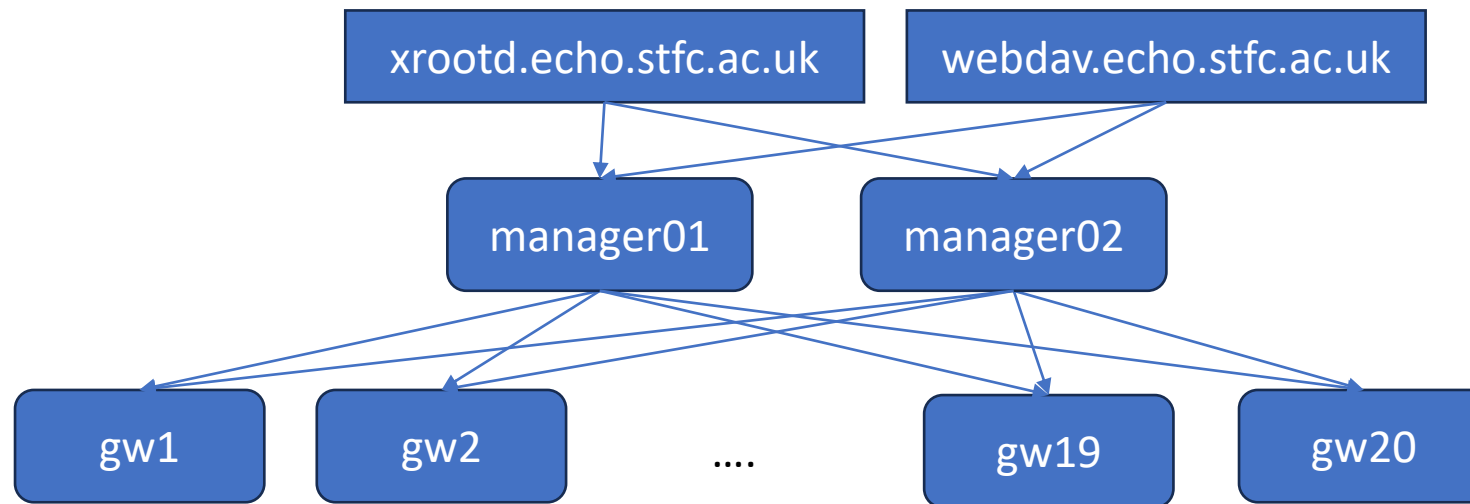 xrootd.echo.stfc.ac.uk
webdav.echo.stfc.ac.uk
manager01
manager02
gw1
gw2
....
gw19
gw20